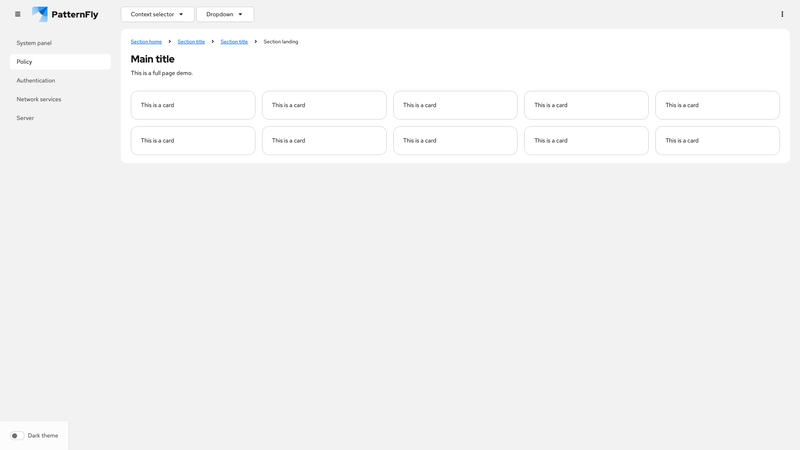 PatternFly
Context selector
Dropdown
System panel
Policy
Authentication
Network services
Server
Section home
Section title
Section title
Section landing
Main title
This is a full page demo.
This is a card
This is a card
This is a card
This is a card
This is a card
This is a card
This is a card
This is a card
This is a card
This is a card
Dark theme